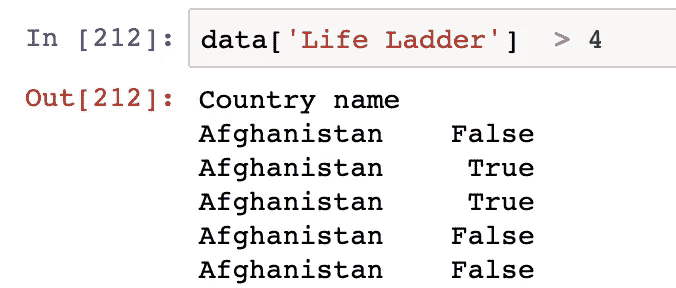 In [212]: data['Life Ladder'] > 4
Out[212]: Country name
Afghanistan False
Afghanistan True
Afghanistan True
Afghanistan False
Afghanistan False